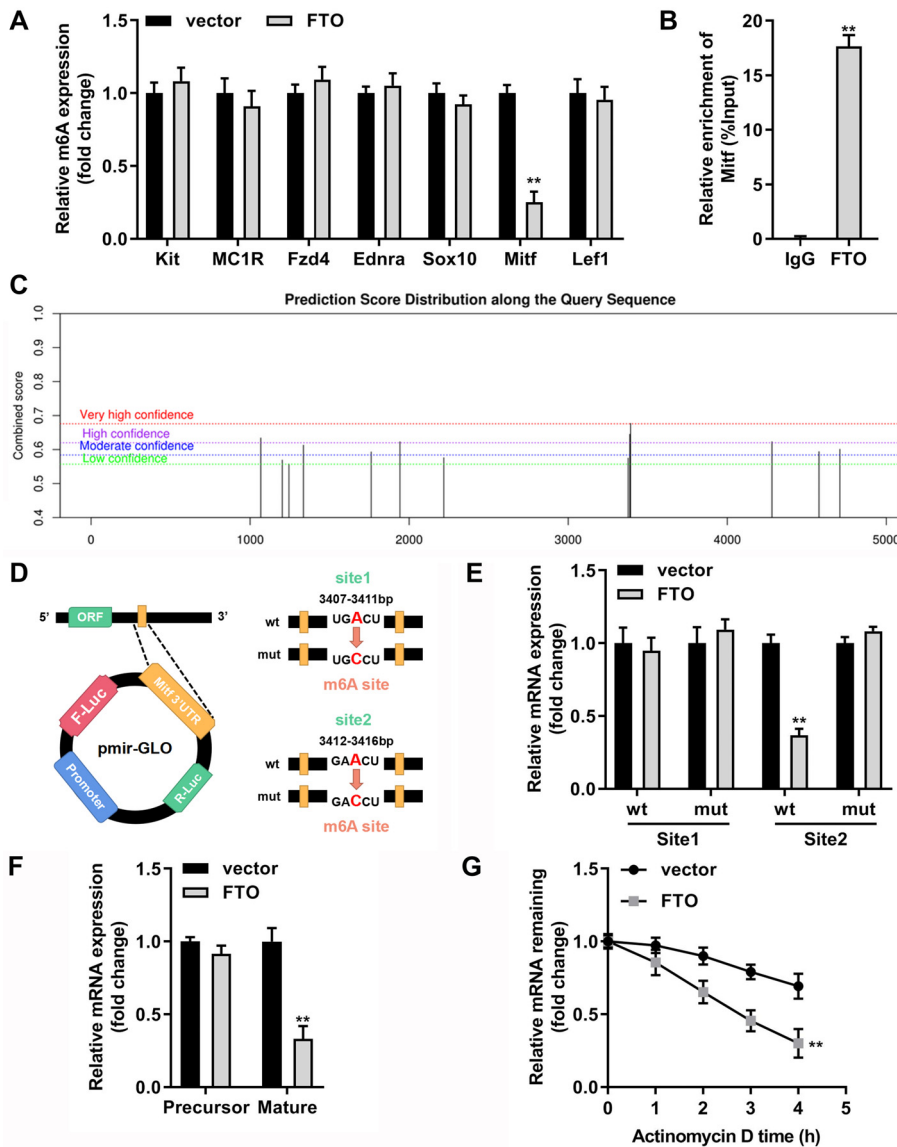 A
vector
FTO
Relative m6A expression
(fold change)
1.5
1.0
0.5
0.0
**
Kit MC1R Fzd4 Ednra Sox10 Mitf Lef1
B
Relative enrichment of
Mitf (%Input)
20
15
10
5
0
**
IgG FTO
C
Prediction Score Distribution along the Query Sequence
Combined score
1.0
0.9
0.8
0.7
0.6
0.5
0.4
Very high confidence
High confidence
Moderate confidence
Low confidence
0 1000 2000 3000 4000 5000
D
5' ORF 3'
F-Luc
Mitf 3'UTR
pmir-GLO
Promoter
R-Luc
site1
3407-3411bp
wt UGACU
mut UGCCU
m6A site
site2
3412-3416bp
wt GAACU
mut GACCU
m6A site
E
vector
FTO
Relative mRNA expression
(fold change)
1.5
1.0
0.5
0.0
**
wt mut wt mut
Site1 Site2
F
vector
FTO
Relative mRNA expression
(fold change)
1.5
1.0
0.5
0.0
**
Precursor Mature
G
vector
FTO
Relative mRNA remaining
(fold change)
1.5
1.0
0.5
0.0
**
0 1 2 3 4 5
Actinomycin D time (h)